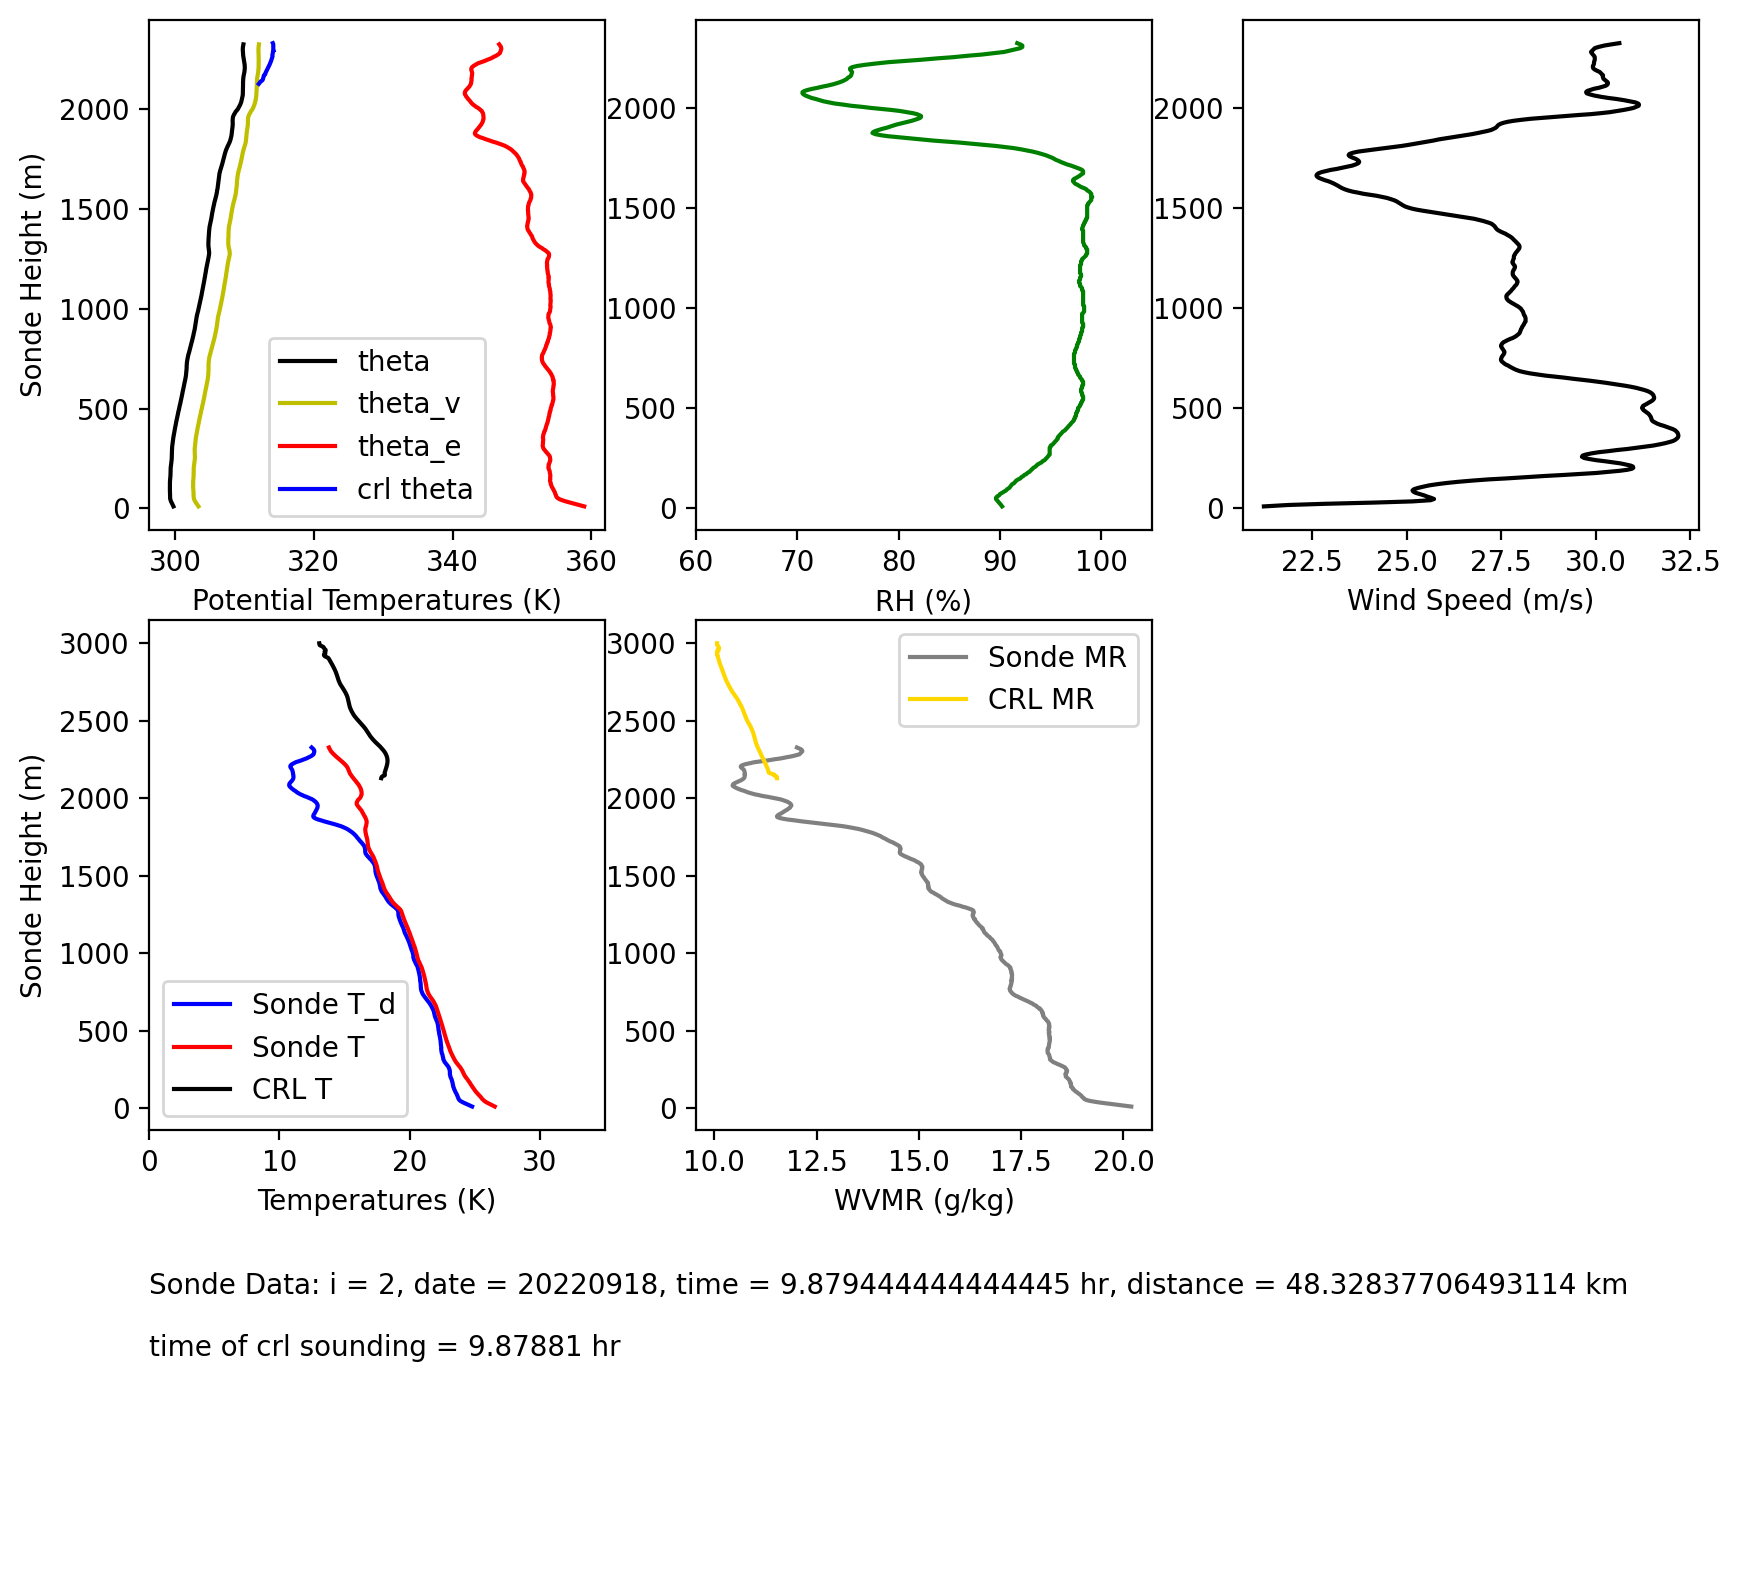 2000
1500
1000
500
0
Sonde Height (m)
300 320 340 360
Potential Temperatures (K)
theta
theta_v
theta_e
crl theta
2000
1500
1000
500
0
60 70 80 90 100
RH (%)
2000
1500
1000
500
0
22.5 25.0 27.5 30.0 32.5
Wind Speed (m/s)
3000
2500
2000
1500
1000
500
0
Sonde Height (m)
0 10 20 30
Temperatures (K)
Sonde T_d
Sonde T
CRL T
3000
2500
2000
1500
1000
500
0
10.0 12.5 15.0 17.5 20.0
WVMR (g/kg)
Sonde MR
CRL MR
Sonde Data: i = 2, date = 20220918, time = 9.879444444444445 hr, distance = 48.32837706493114 km
time of crl sounding = 9.87881 hr